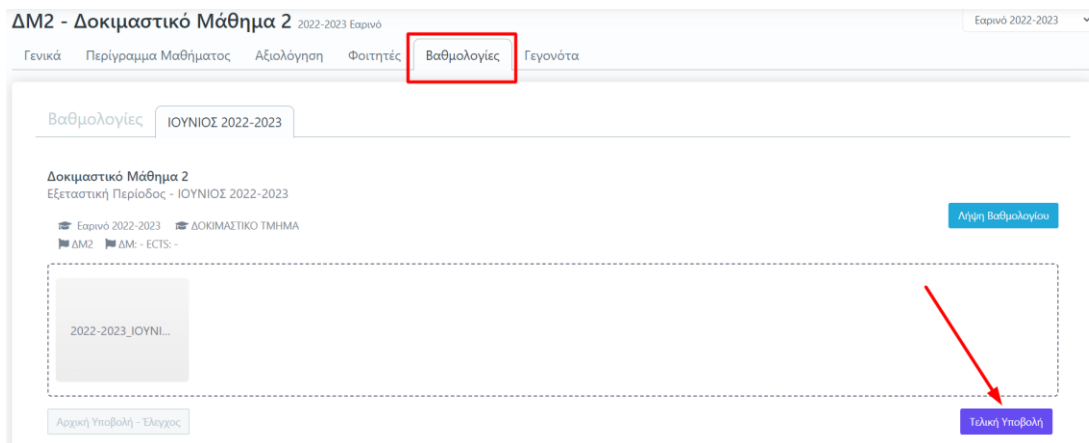 ΔΜ2 - Δοκιμαστικό Μάθημα 2 2022-2023 Εαρινό
Εαρινό 2022-2023
Γενικά Περίγραμμα Μαθήματος Αξιολόγηση Φοιτητές Βαθμολογίες Γεγονότα
Βαθμολογίες ΙΟΥΝΙΟΣ 2022-2023
Δοκιμαστικό Μάθημα 2
Εξεταστική Περίοδος - ΙΟΥΝΙΟΣ 2022-2023
Λήψη Βαθμολογίου
Εαρινό 2022-2023 ΔΟΚΙΜΑΣΤΙΚΟ ΤΜΗΜΑ
ΔΜ2 ΔΜ: - ECTS: -
2022-2023_ΙΟΥΝΙ...
Αρχική Υποβολή - Έλεγχος
Τελική Υποβολή